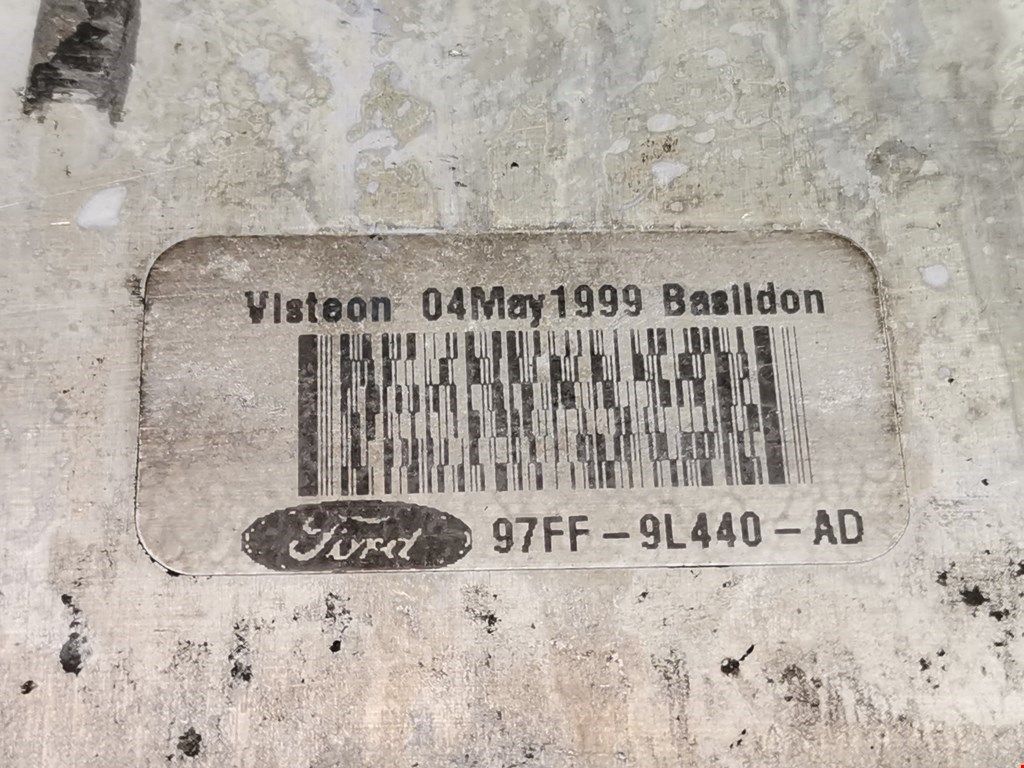 Visteon 04May1999 Basildon
Ford 97FF-9L440-AD